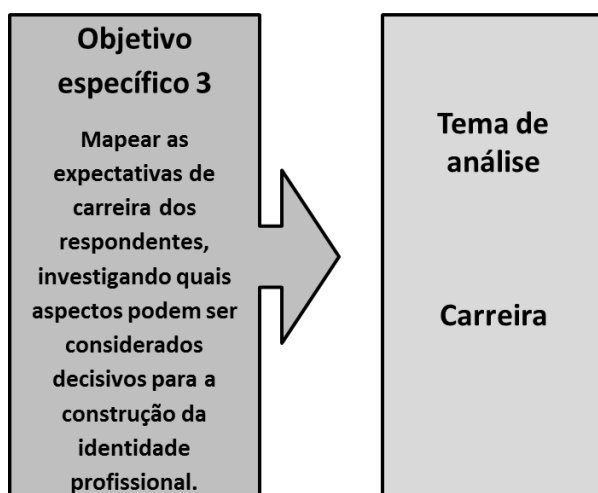 Objetivo
específico 3
Mapear as
expectativas de
carreira dos
respondentes,
investigando quais
aspectos podem ser
considerados
decisivos para a
construção da
identidade
profissional.
Tema de
análise
Carreira